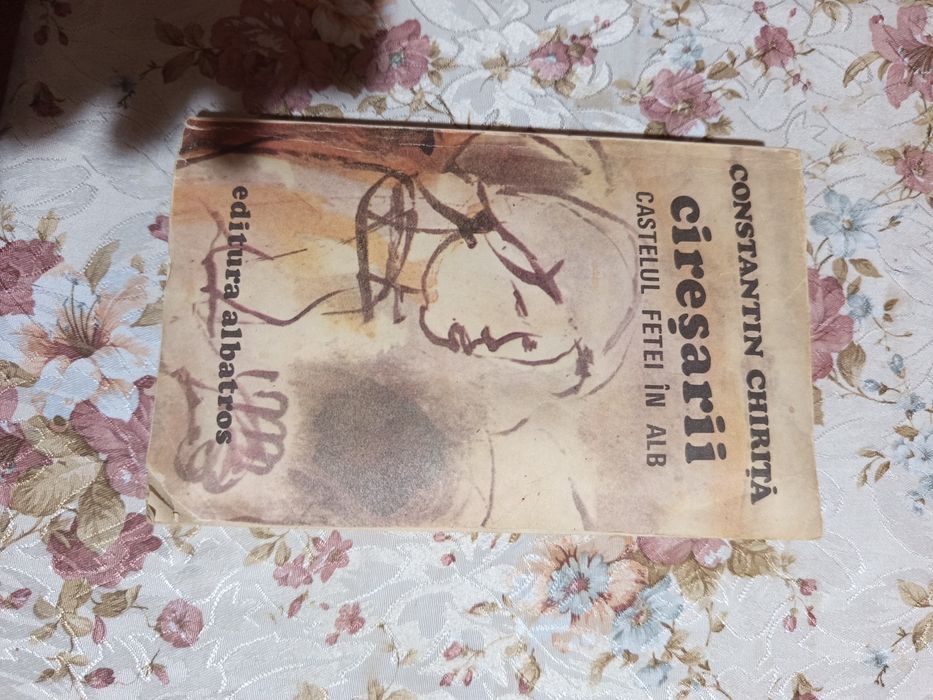 CONSTANTIN CHIRIȚĂ
cireșarii
CASTELUL FETEI ÎN ALB
editura albatros